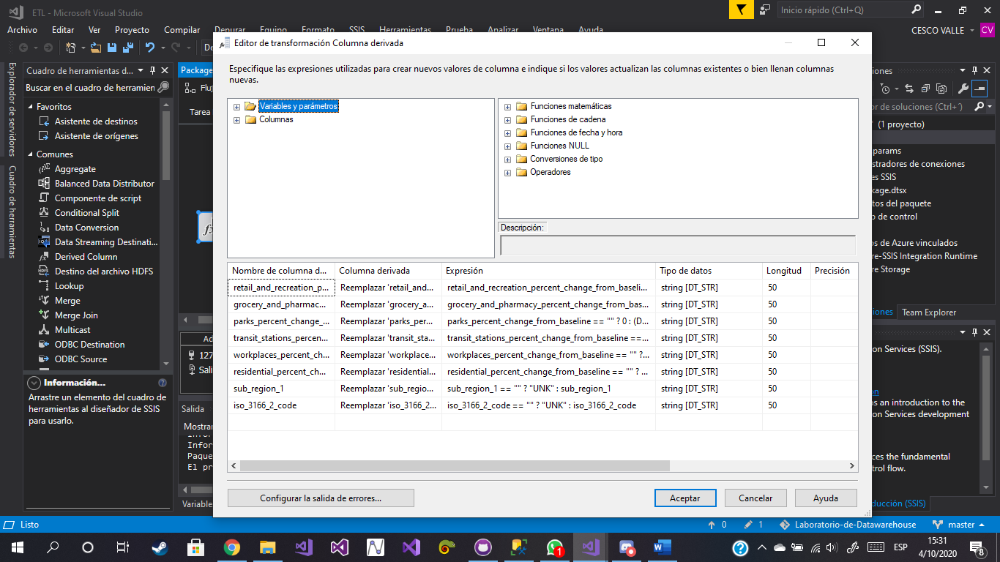 ETL - Microsoft Visual Studio
Inicio rápido (Ctrl+Q)
Archivo Editar Ver Proyecto Compilar Depurar Equipo Formato SSIS Herramientas Prueba Analizar Ventana Ayuda
CESCO VALLE CV
Explorador de servidores
Cuadro de herramientas
Cuadro de herramientas d...
Buscar en el cuadro de herramien
Favoritos
Asistente de destinos
Asistente de orígenes
Comunes
Aggregate
Balanced Data Distributor
Componente de script
Conditional Split
Data Conversion
Data Streaming Destinati...
Derived Column
Destino del archivo HDFS
Lookup
Merge
Merge Join
Multicast
ODBC Destination
ODBC Source
Información...
Arrastre un elemento del cuadro de
herramientas al diseñador de SSIS
para usarlo.
Package
Fluj
Tarea
Ad
127
Sali
Salida
Mostrar
Infor
Paque
El pr
Variable
Editor de transformación Columna derivada
Especifique las expresiones utilizadas para crear nuevos valores de columna e indique si los valores actualizan las columnas existentes o bien llenan columnas
nuevas.
Variables y parámetros
Columnas
Funciones matemáticas
Funciones de cadena
Funciones de fecha y hora
Funciones NULL
Conversiones de tipo
Operadores
Descripción:
Nombre de columna d... Columna derivada Expresión Tipo de datos Longitud Precisión
retail_and_recreation_p... Reemplazar 'retail_and... retail_and_recreation_percent_change_from_baseli... string [DT_STR] 50
grocery_and_pharmac... Reemplazar 'grocery_a... grocery_and_pharmacy_percent_change_from_bas... string [DT_STR] 50
parks_percent_change_... Reemplazar 'parks_per... parks_percent_change_from_baseline == "" ? 0 : (D... string [DT_STR] 50
transit_stations_percen... Reemplazar 'transit_sta... transit_stations_percent_change_from_baseline ==... string [DT_STR] 50
workplaces_percent_ch... Reemplazar 'workplace... workplaces_percent_change_from_baseline == "" ?... string [DT_STR] 50
residential_percent_ch... Reemplazar 'residential... residential_percent_change_from_baseline == "" ? ... string [DT_STR] 50
sub_region_1 Reemplazar 'sub_regio... sub_region_1 == "" ? "UNK" : sub_region_1 string [DT_STR] 50
iso_3166_2_code Reemplazar 'iso_3166_2... iso_3166_2_code == "" ? "UNK" : iso_3166_2_code string [DT_STR] 50
Configurar la salida de errores...
Aceptar Cancelar Ayuda
iones
or de soluciones (Ctrl+´)
(1 proyecto)
params
stradores de conexiones
es SSIS
kage.dtsx
tos del paquete
o de control
os de Azure vinculados
re-SSIS Integration Runtime
re Storage
iones Team Explorer
on Services (SSIS).
on
as an introduction to the
on Services development
ces the fundamental
trol flow.
ducción (SSIS)
Listo
0 1 Laboratorio-de-Datawarehouse master
1
ESP
15:31
4/10/2020
8